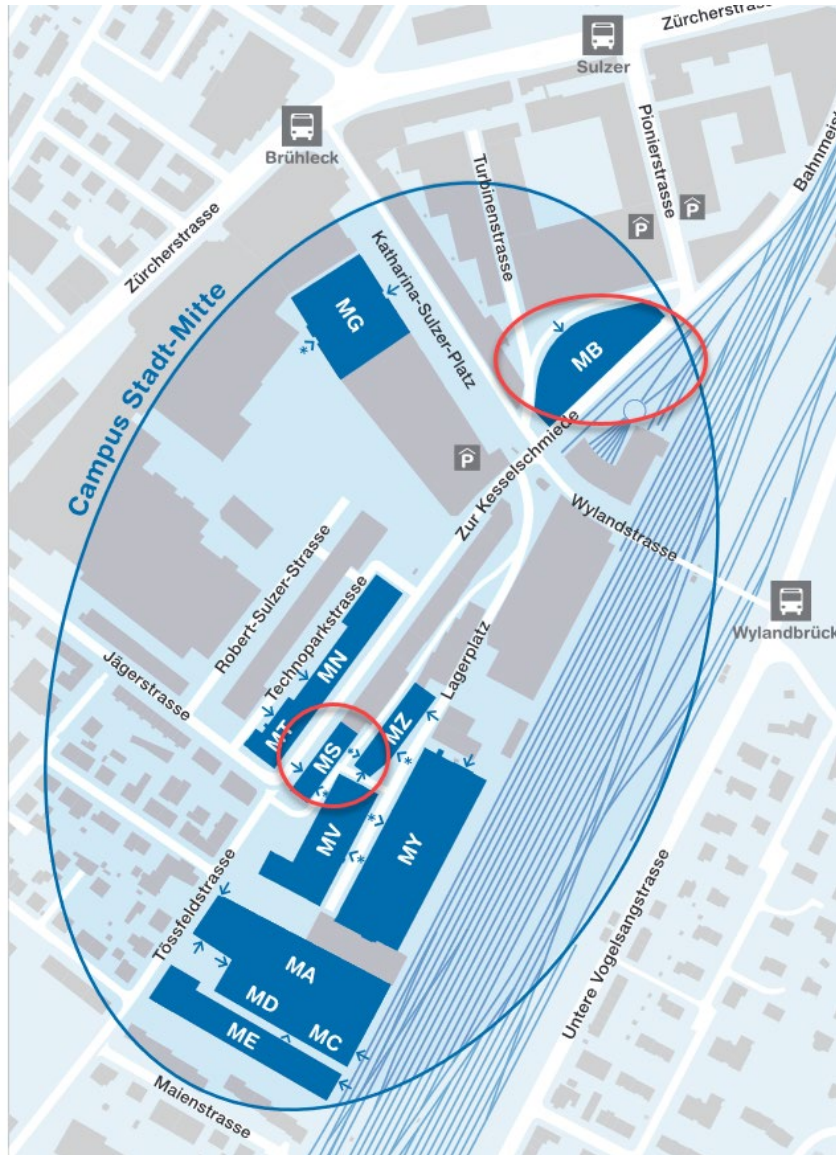 Zürcherstrasse
Sulzer
Brühleck
Pionierstrasse
Turbinenstrasse
P
P
Zürcherstrasse
Katharina-Sulzer-Platz
MG
*
MB
Campus Stadt-Mitte
P
Zur Kesselschmiede
Wylandstrasse
Wylandbrück
Robert-Sulzer-Strasse
Technoparkstrasse
MN
Jägerstrasse
Lagerplatz
MT
MS
MZ
*
*
*
MV
*
MY
*
Tössfeldstrasse
Untere Vogelsangstrasse
MA
MD
MC
ME
Maienstrasse